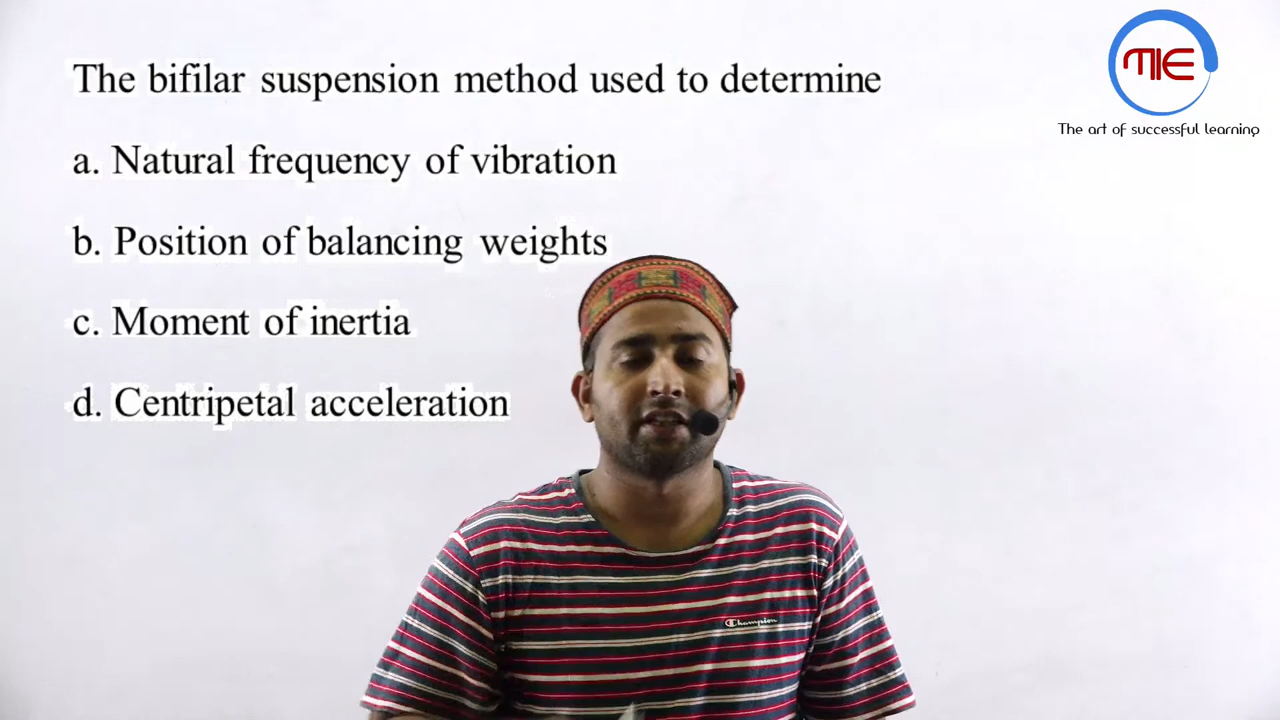 The bifilar suspension method used to determine
a. Natural frequency of vibration
b. Position of balancing weights
c. Moment of inertia
d. Centripetal acceleration
MIE
The art of successful learning
Champion